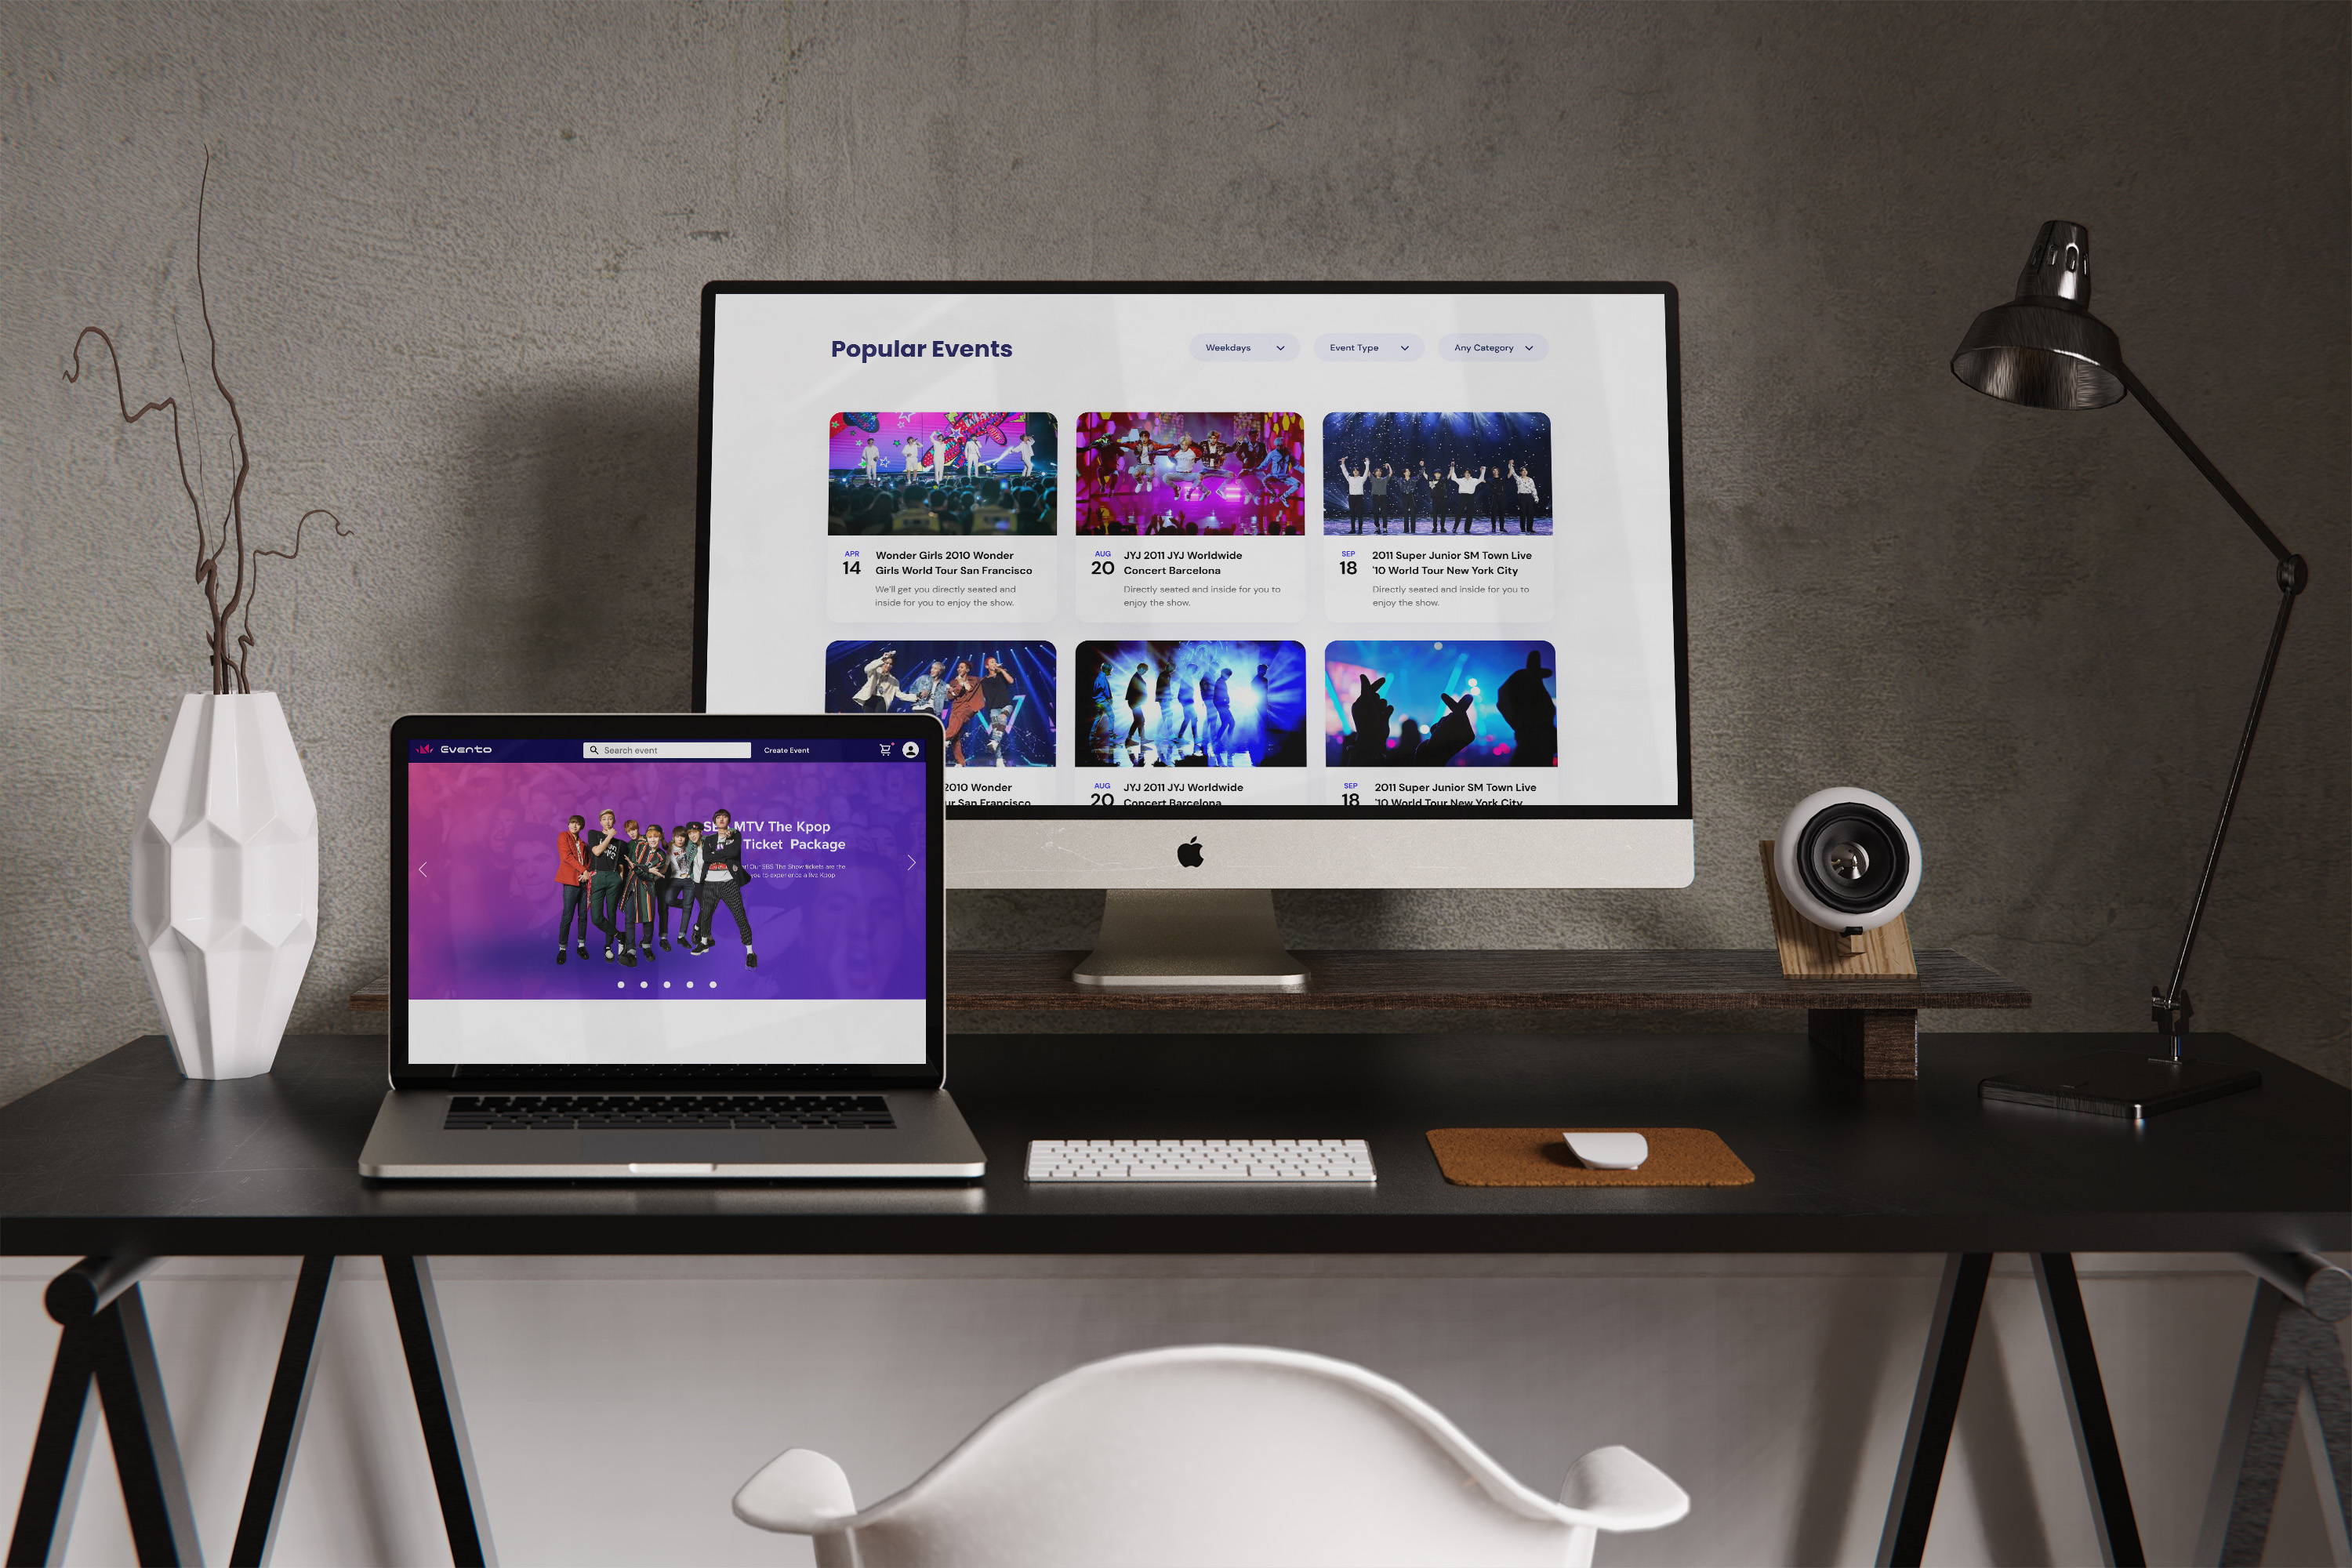 Popular Events
Weekdays
Event Type
Any Category
APR
14
Wonder Girls 2010 Wonder
Girls World Tour San Francisco
We'll get you directly seated and
inside for you to enjoy the show.
AUG
20
JYJ 2011 JYJ Worldwide
Concert Barcelona
Directly seated and inside for you to
enjoy the show.
SEP
18
2011 Super Junior SM Town Live
'10 World Tour New York City
Directly seated and inside for you to
enjoy the show.
2010 Wonder
San Francisco
AUG
20
JYJ 2011 JYJ Worldwide
Concert Barcelona
SEP
18
2011 Super Junior SM Town Live
'10 World Tour New York City
Evento
Search event
Create Event
MTV The Kpop
Ticket Package
SBS The Show tickets are the
you to experience a live Kpop